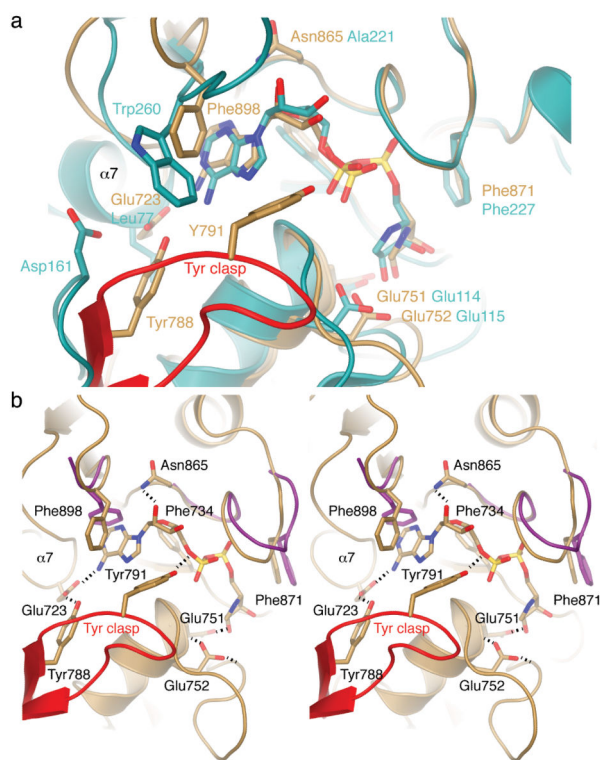 a
Asn865 Ala221
Trp260
Phe898
α7
Glu723
Leu77
Phe871
Phe227
Y791
Asp161
Tyr clasp
Glu751 Glu114
Tyr788
Glu752 Glu115
b
Asn865
Phe898
Phe734
α7
Tyr791
Phe871
Glu723
Glu751
Tyr clasp
Tyr788
Glu752
Asn865
Phe898
Phe734
α7
Tyr791
Phe871
Glu723
Glu751
Tyr clasp
Tyr788
Glu752